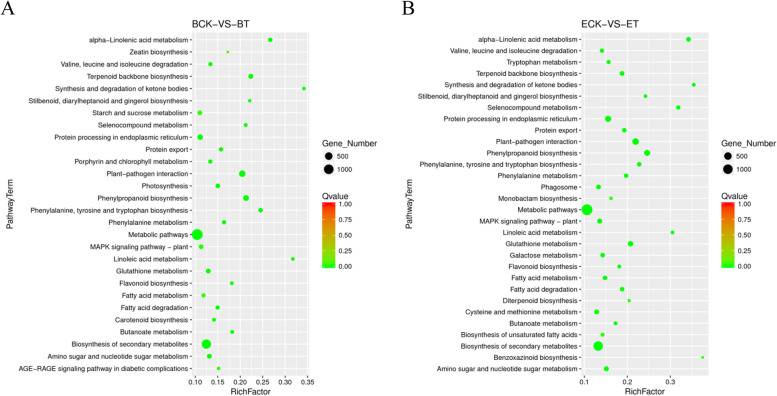 A
BCK-VS-BT
PathwayTerm
alpha-Linolenic acid metabolism
Zeatin biosynthesis
Valine, leucine and isoleucine degradation
Terpenoid backbone biosynthesis
Synthesis and degradation of ketone bodies
Stilbenoid, diarylheptanoid and gingerol biosynthesis
Starch and sucrose metabolism
Selenocompound metabolism
Protein processing in endoplasmic reticulum
Protein export
Porphyrin and chlorophyll metabolism
Plant-pathogen interaction
Photosynthesis
Phenylpropanoid biosynthesis
Phenylalanine, tyrosine and tryptophan biosynthesis
Phenylalanine metabolism
Metabolic pathways
MAPK signaling pathway - plant
Linoleic acid metabolism
Glutathione metabolism
Flavonoid biosynthesis
Fatty acid metabolism
Fatty acid degradation
Carotenoid biosynthesis
Butanoate metabolism
Biosynthesis of secondary metabolites
Amino sugar and nucleotide sugar metabolism
AGE-RAGE signaling pathway in diabetic complications
0.10 0.15 0.20 0.25 0.30 0.35
RichFactor
Gene_Number
500
1000
Qvalue
1.00
0.75
0.50
0.25
0.00
B
ECK-VS-ET
PathwayTerm
alpha-Linolenic acid metabolism
Valine, leucine and isoleucine degradation
Tryptophan metabolism
Terpenoid backbone biosynthesis
Synthesis and degradation of ketone bodies
Stilbenoid, diarylheptanoid and gingerol biosynthesis
Selenocompound metabolism
Protein processing in endoplasmic reticulum
Protein export
Plant-pathogen interaction
Phenylpropanoid biosynthesis
Phenylalanine, tyrosine and tryptophan biosynthesis
Phenylalanine metabolism
Phagosome
Monobactam biosynthesis
Metabolic pathways
MAPK signaling pathway - plant
Linoleic acid metabolism
Glutathione metabolism
Galactose metabolism
Flavonoid biosynthesis
Fatty acid metabolism
Fatty acid degradation
Diterpenoid biosynthesis
Cysteine and methionine metabolism
Butanoate metabolism
Biosynthesis of unsaturated fatty acids
Biosynthesis of secondary metabolites
Benzoxazinoid biosynthesis
Amino sugar and nucleotide sugar metabolism
0.1 0.2 0.3
RichFactor
Gene_Number
500
1000
Qvalue
1.00
0.75
0.50
0.25
0.00